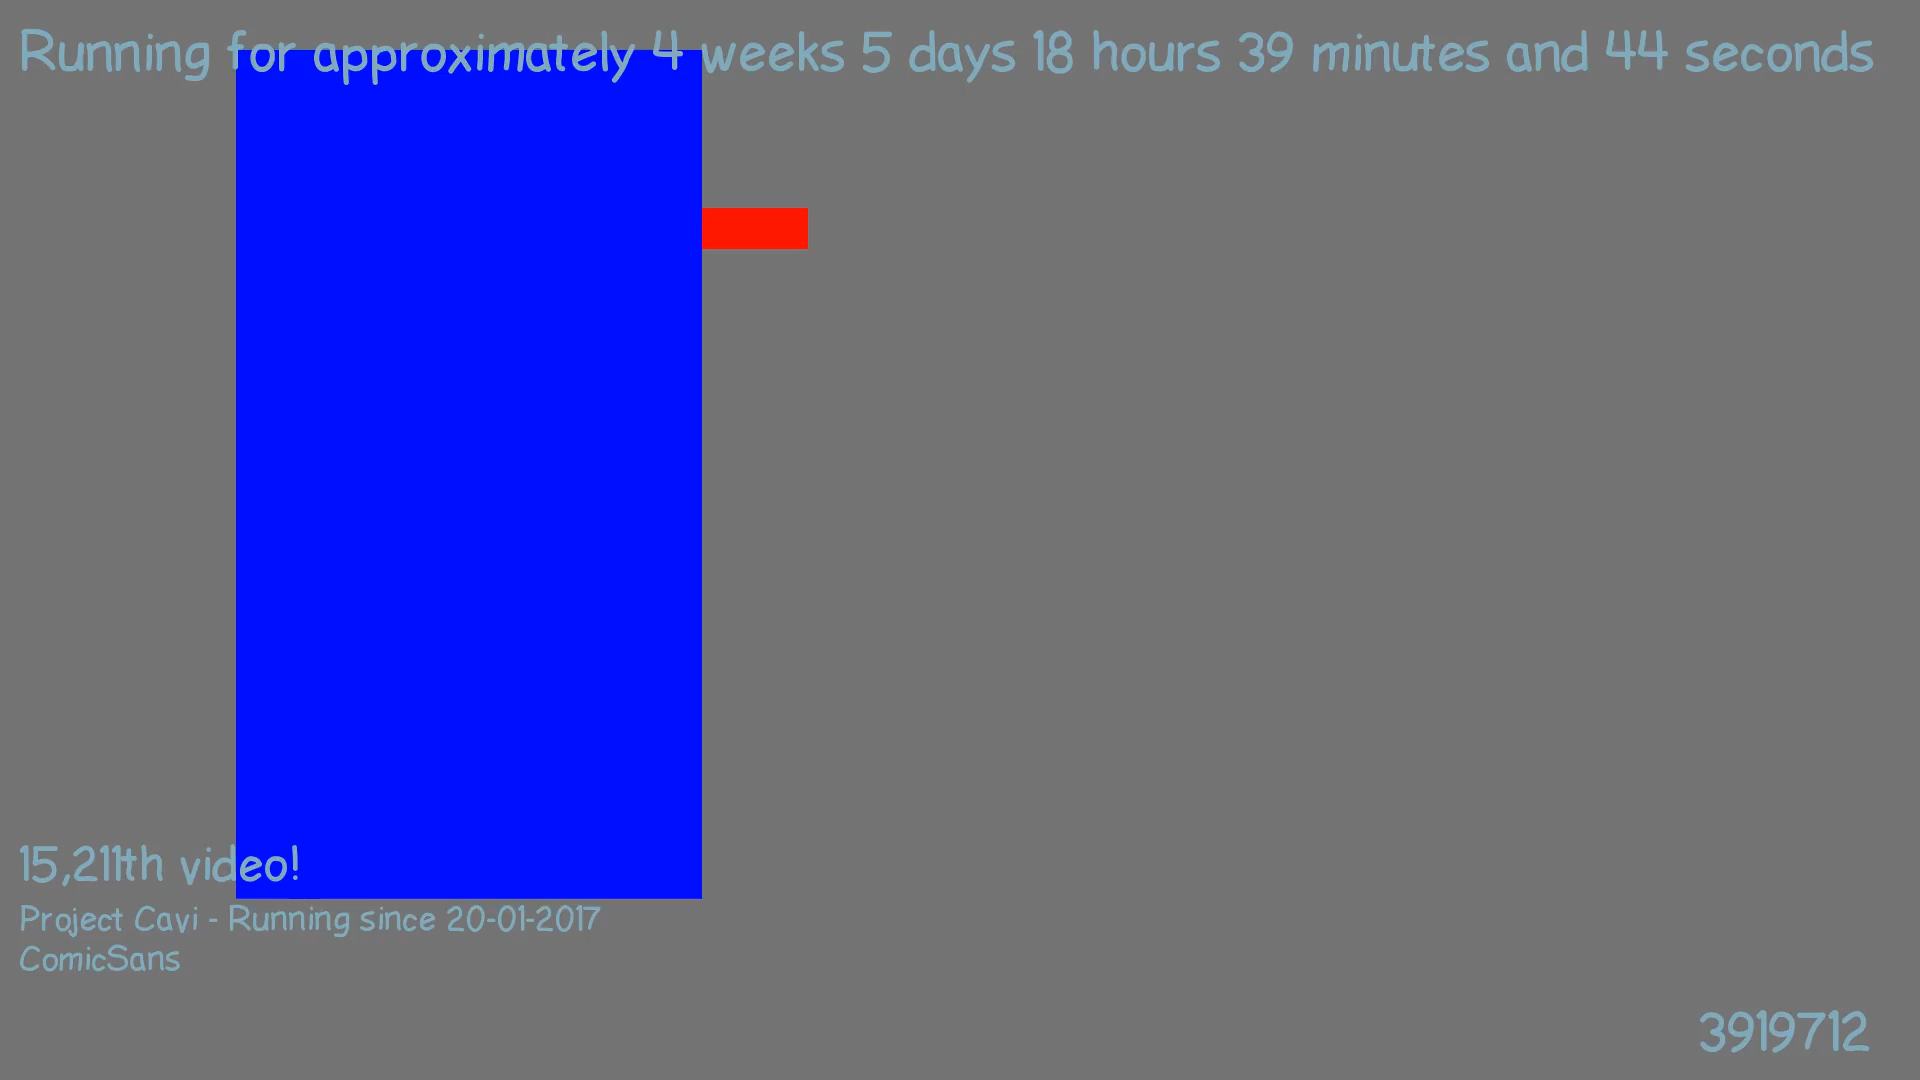 Running for approximately 4 weeks 5 days 18 hours 39 minutes and 44 seconds
15,211th video!
Project Cavi - Running since 20-01-2017
ComicSans
3919712